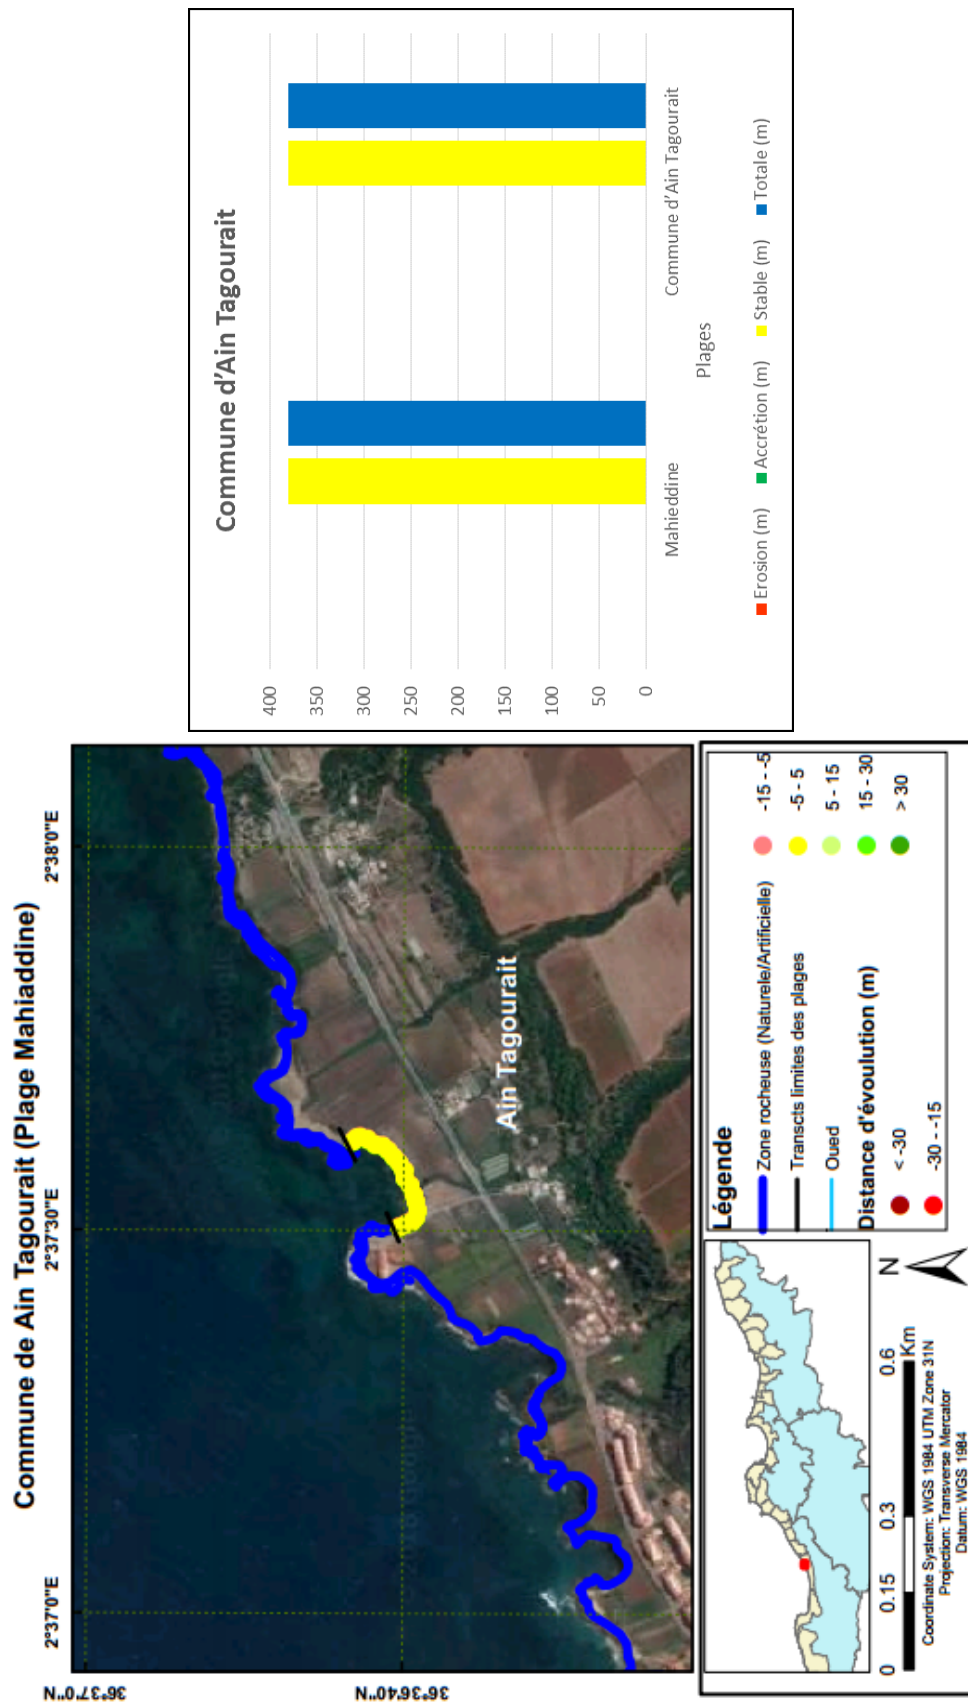 Commune de Ain Tagourait (Plage Mahiaddine)
2°37'0"E
2°37'30"E
2°38'0"E
36°37'0"N
36°36'40"N
Ain Tagourait
0 0.15 0.3 0.6
Km
N
Coordinate System: WGS 1984 UTM Zone 31N
Projection: Transverse Mercator
Datum: WGS 1984
Légende
Zone rocheuse (Naturele/Artificielle)
Transcts limites des plages
Oued
Distance d'évoulution (m)
< -30
-30 - -15
-15 - -5
-5 - 5
5 - 15
15 - 30
> 30
Commune d'Ain Tagourait
400
350
300
250
200
150
100
50
0
Mahieddine
Commune d'Ain Tagourait
Plages
Erosion (m)
Accrétion (m)
Stable (m)
Totale (m)